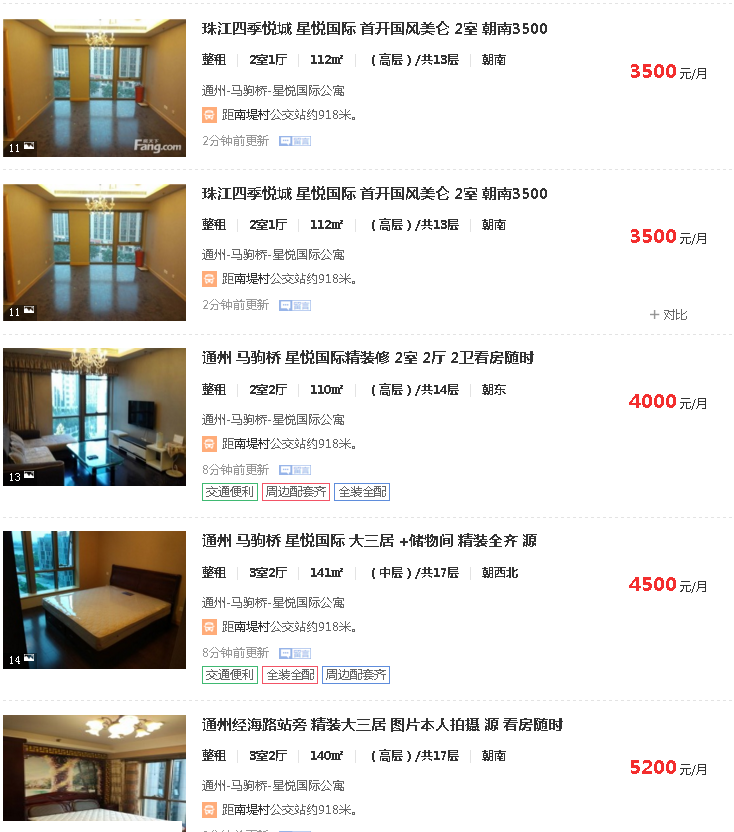 珠江四季悦城 星悦国际 首开国风美仑 2室 朝南3500
整租 2室1厅 112㎡ (高层)/共13层 朝南
3500元/月
通州-马驹桥-星悦国际公寓
距南堤村公交站约918米。
2分钟前更新 留言
11
Fang.com
珠江四季悦城 星悦国际 首开国风美仑 2室 朝南3500
整租 2室1厅 112㎡ (高层)/共13层 朝南
3500元/月
通州-马驹桥-星悦国际公寓
距南堤村公交站约918米。
2分钟前更新 留言
11
+ 对比
通州 马驹桥 星悦国际精装修 2室 2厅 2卫看房随时
整租 2室2厅 110㎡ (高层)/共14层 朝东
4000元/月
通州-马驹桥-星悦国际公寓
距南堤村公交站约918米。
8分钟前更新 留言
13
交通便利 周边配套齐 全装全配
通州 马驹桥 星悦国际 大三居 +储物间 精装全齐 源
整租 3室2厅 141㎡ (中层)/共17层 朝西北
4500元/月
通州-马驹桥-星悦国际公寓
距南堤村公交站约918米。
8分钟前更新 留言
14
交通便利 全装全配 周边配套齐
通州经海路站旁 精装大三居 图片本人拍摄 源 看房随时
整租 3室2厅 140㎡ (高层)/共17层 朝南
5200元/月
通州-马驹桥-星悦国际公寓
距南堤村公交站约918米。